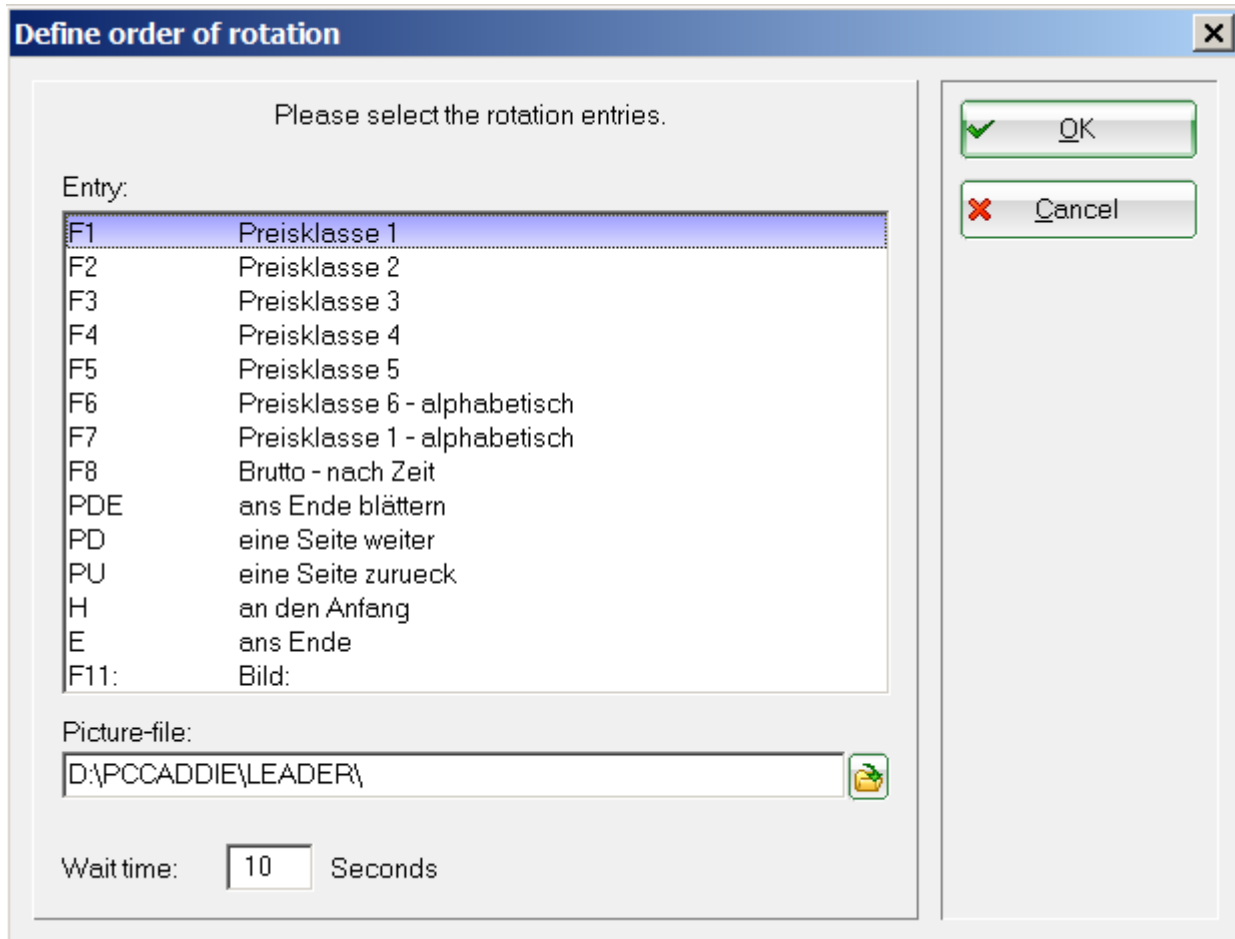 Define order of rotation
Please select the rotation entries.
Entry:
F1 Preisklasse 1
F2 Preisklasse 2
F3 Preisklasse 3
F4 Preisklasse 4
F5 Preisklasse 5
F6 Preisklasse 6 - alphabetisch
F7 Preisklasse 1 - alphabetisch
F8 Brutto - nach Zeit
PDE ans Ende blättern
PD eine Seite weiter
PU eine Seite zurueck
H an den Anfang
E ans Ende
F11: Bild:
Picture-file:
D:\PCCADDIE\LEADER\
Wait time: 10 Seconds
OK
Cancel